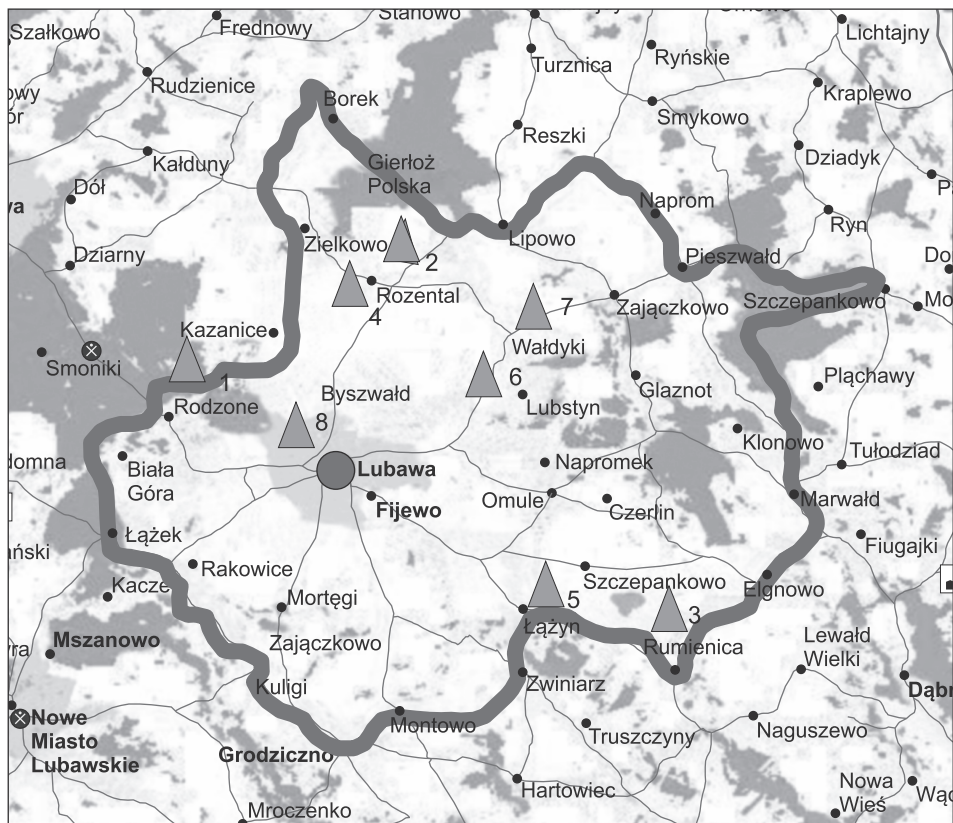 Szałkowo
Frednowy
Stanowo
Lichtajny
Turznica
Ryńskie
Rudzienice
Kraplewo
Borek
Smykowo
Reszki
Kałduny
Gierłoż
Polska
Dziadyk
Dół
Naprom
Ryn
Zielkowo
Lipowo
Dziarny
Pieszwałd
2
Rozental
4
7
Zajączkowo
Szczepankowo
Kazanice
Wałdyki
Smoniki
1
6
Glaznot
Pląchawy
Byszwałd
Rodzone
8
Lubstyn
Klonowo
Tułodziad
Biała
Góra
Lubawa
Napromek
Fijewo
Omule
Czerlin
Marwałd
Łążek
Fiugajki
Kacze
Rakowice
Szczepankowo
Elgnowo
Mortęgi
5
3
Łążyn
Mszanowo
Zajączkowo
Rumienica
Lewałd
Wielki
Kuligi
Zwiniarz
Nowe
Miasto
Lubawskie
Montowo
Truszczyny
Naguszewo
Grodziczno
Hartowiec
Nowa
Wieś
Mroczenko